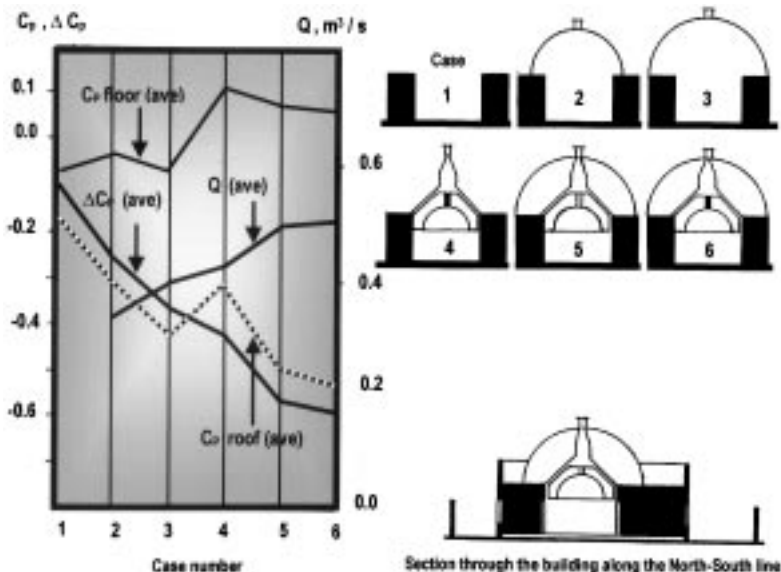 Cp , Δ Cp
Q , m³ / s
0.1
0.0
-0.2
-0.4
-0.6
Cp floor (ave)
ΔCp (ave)
Q (ave)
Cp roof (ave)
0.6
0.4
0.2
0.0
1 2 3 4 5 6
Case number
Case
1
2
3
4
5
6
Section through the building along the North-South line